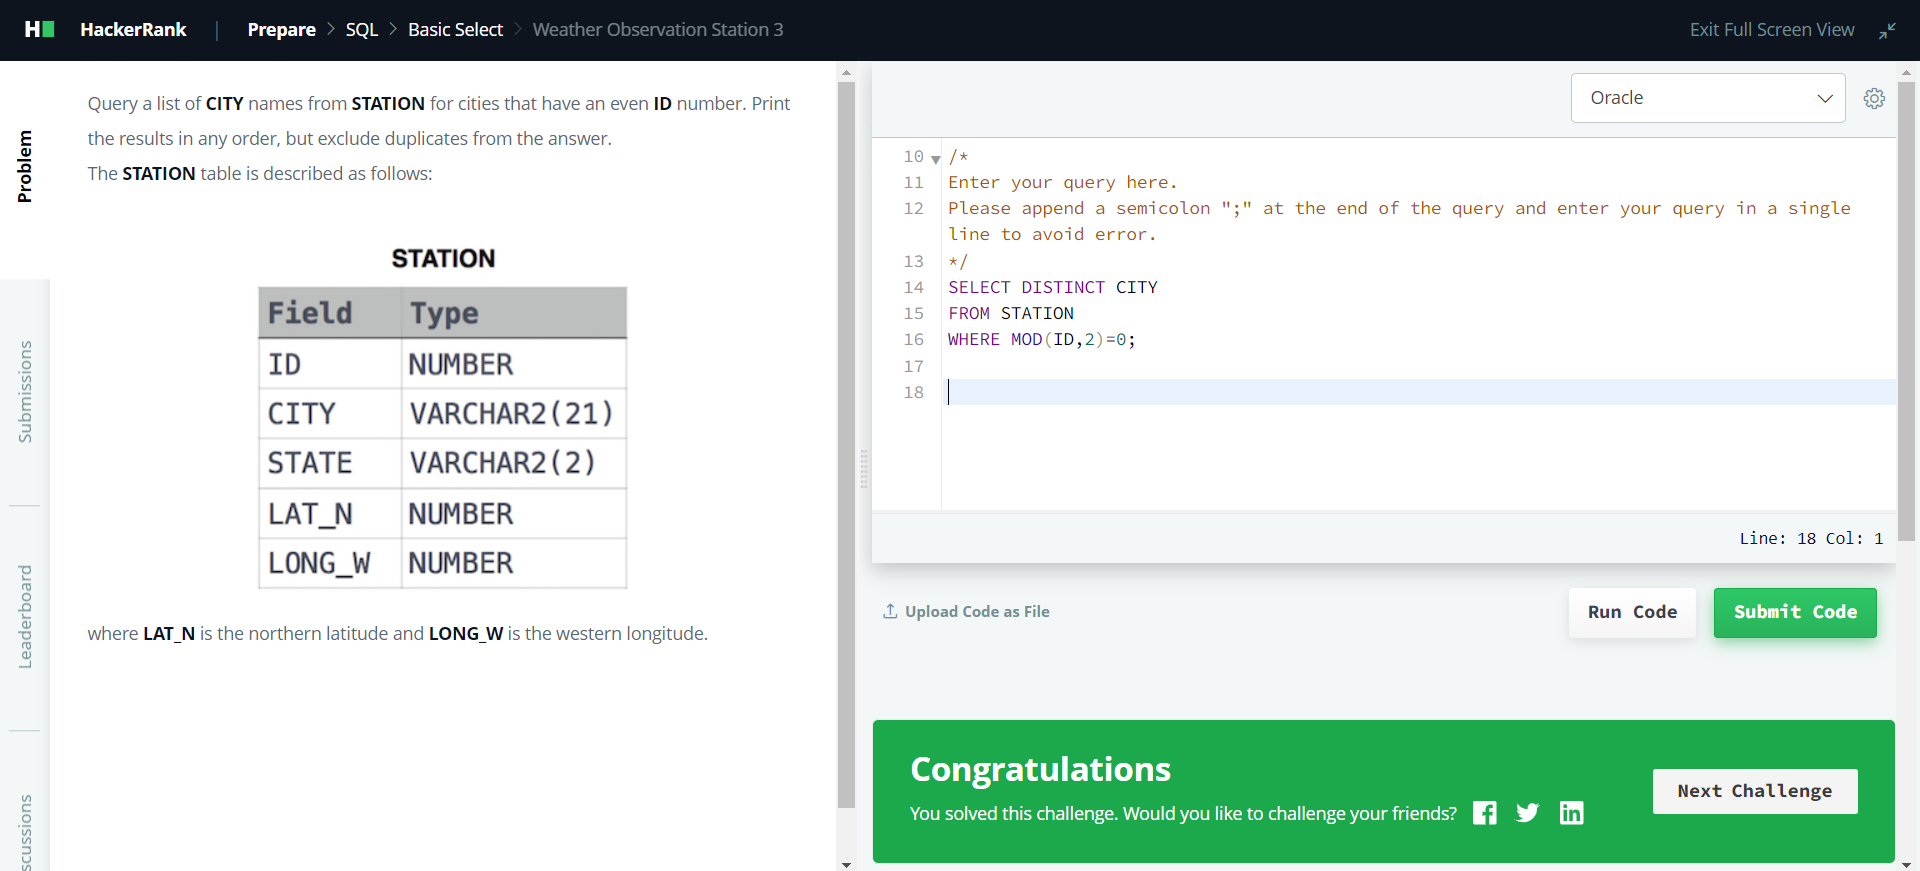 HackerRank | Prepare > SQL > Basic Select > Weather Observation Station 3
Exit Full Screen View
Problem
Submissions
Leaderboard
scussions
Query a list of CITY names from STATION for cities that have an even ID number. Print
the results in any order, but exclude duplicates from the answer.
The STATION table is described as follows:
STATION
Field Type
ID NUMBER
CITY VARCHAR2(21)
STATE VARCHAR2(2)
LAT_N NUMBER
LONG_W NUMBER
where LAT_N is the northern latitude and LONG_W is the western longitude.
Oracle
10 /*
11 Enter your query here.
12 Please append a semicolon ";" at the end of the query and enter your query in a single
line to avoid error.
13 */
14 SELECT DISTINCT CITY
15 FROM STATION
16 WHERE MOD(ID,2)=0;
17
18
Line: 18 Col: 1
Upload Code as File
Run Code
Submit Code
Congratulations
You solved this challenge. Would you like to challenge your friends?
Next Challenge